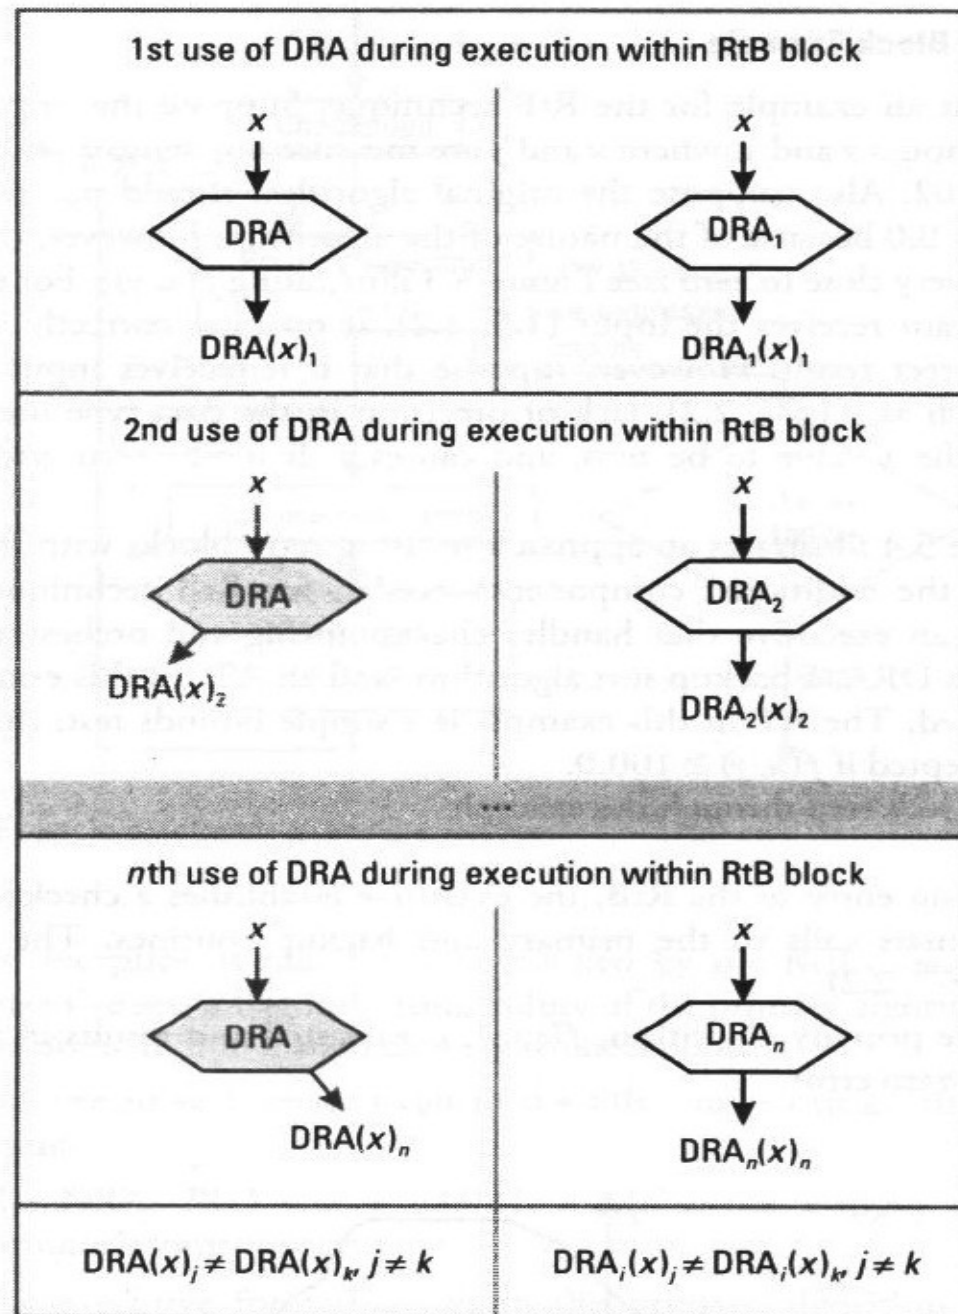 1st use of DRA during execution within RtB block
x x
DRA DRA₁
DRA(x)₁ DRA₁(x)₁
2nd use of DRA during execution within RtB block
x x
DRA DRA₂
DRA(x)₂ DRA₂(x)₂
...
nth use of DRA during execution within RtB block
x x
DRA DRAₙ
DRA(x)ₙ DRAₙ(x)ₙ
DRA(x)ⱼ ≠ DRA(x)ₖ, j ≠ k DRAᵢ(x)ⱼ ≠ DRAᵢ(x)ₖ, j ≠ k